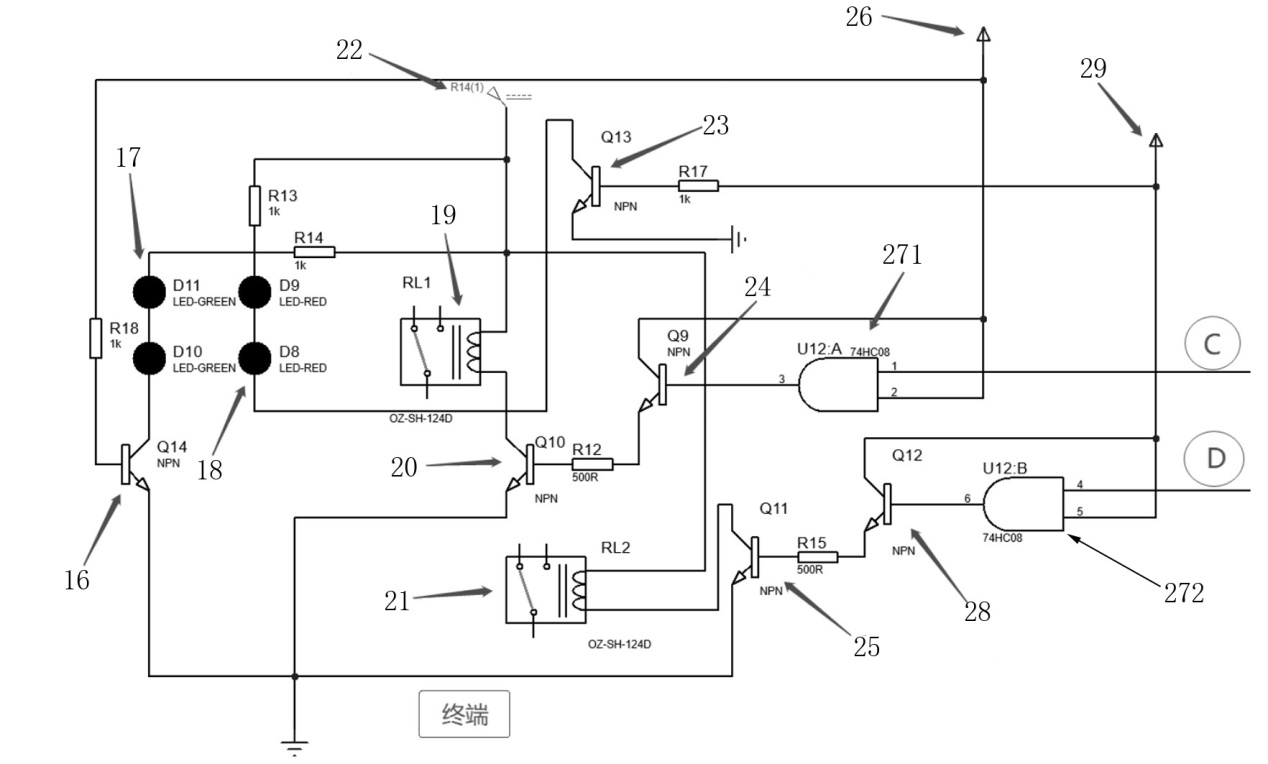 26
22
R14(1)
29
Q13
23
17
R17
R13
1k
NPN
1k
19
R14
271
1k
RL1
D11
D9
24
LED-GREEN
LED-RED
R18
Q9
C
1k
NPN
U12:A
74HC08
D10
D8
1
LED-GREEN
LED-RED
3
2
OZ-SH-124D
Q14
Q10
R12
Q12
D
NPN
18
20
U12:B
500R
4
NPN
6
5
Q11
16
RL2
R15
74HC08
NPN
21
500R
NPN
28
272
OZ-SH-124D
25
终端